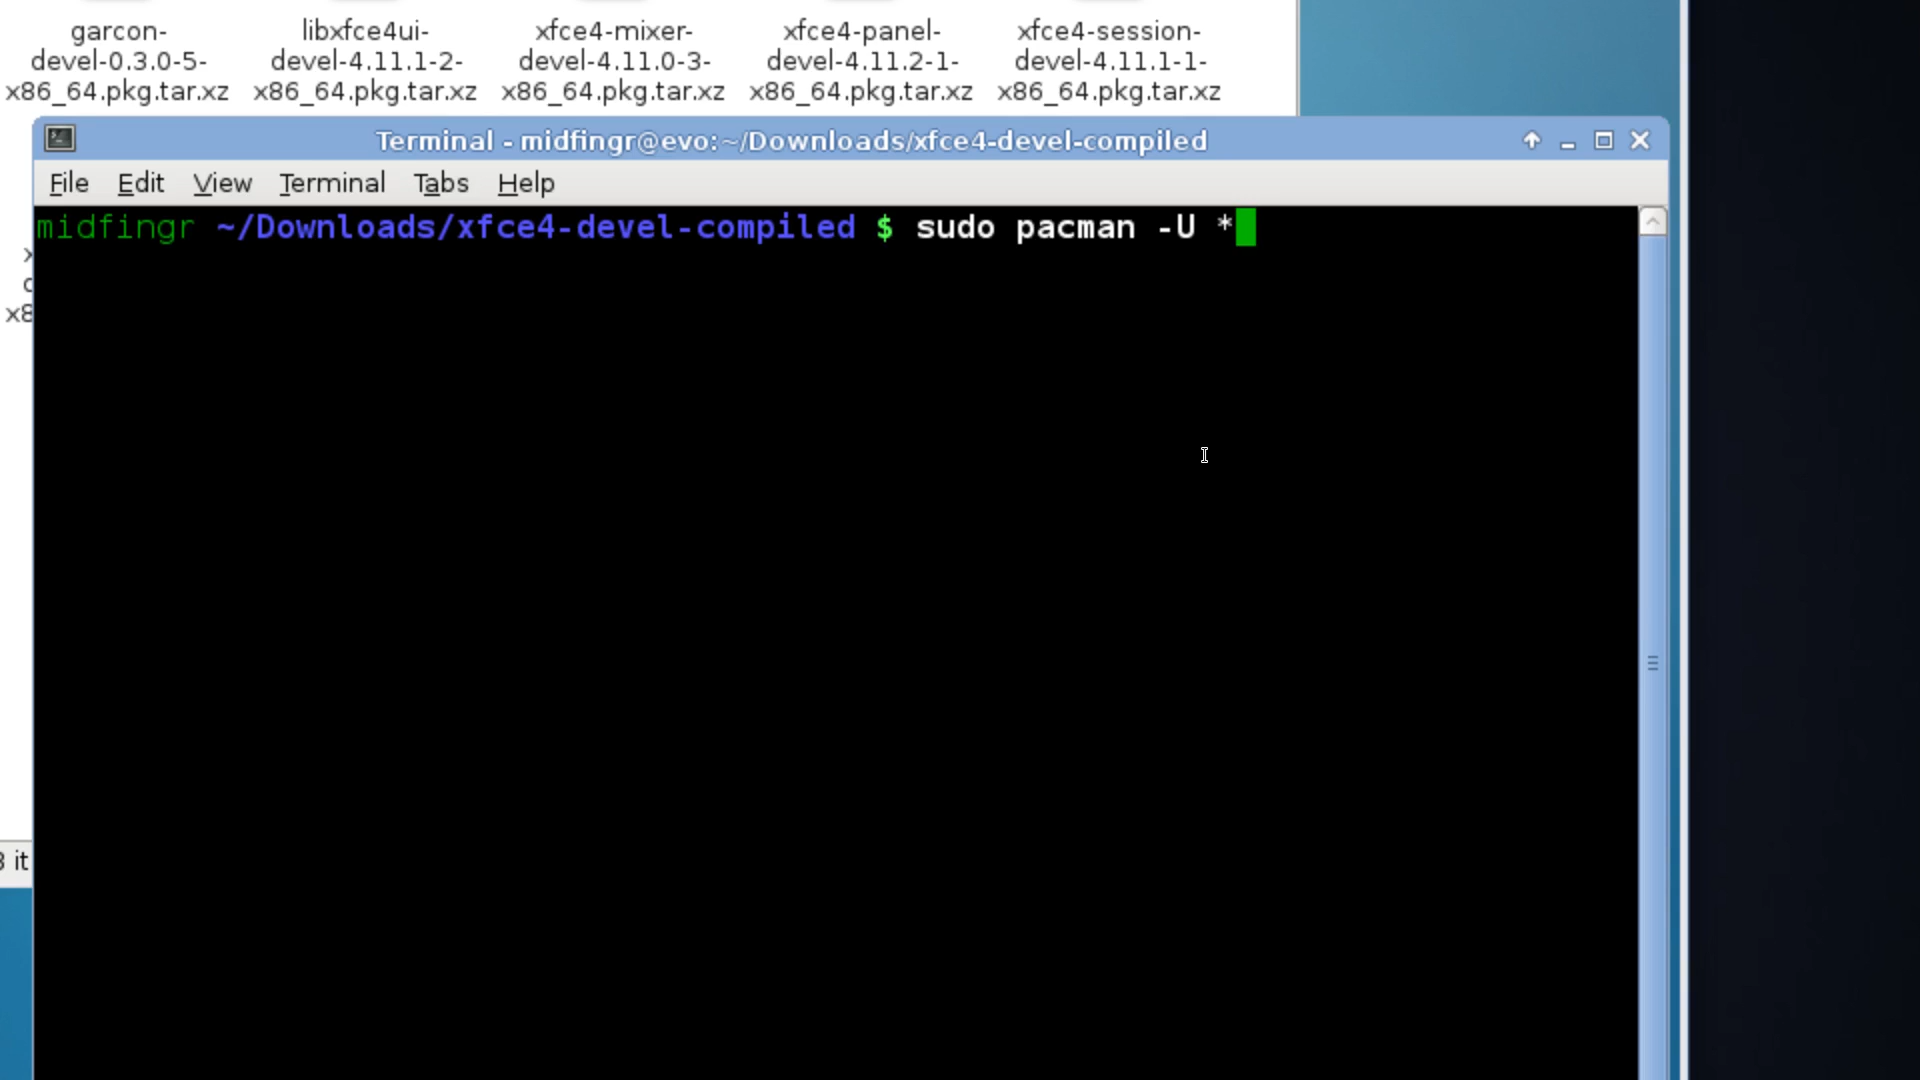 garcon-
devel-0.3.0-5-
x86_64.pkg.tar.xz
libxfce4ui-
devel-4.11.1-2-
x86_64.pkg.tar.xz
xfce4-mixer-
devel-4.11.0-3-
x86_64.pkg.tar.xz
xfce4-panel-
devel-4.11.2-1-
x86_64.pkg.tar.xz
xfce4-session-
devel-4.11.1-1-
x86_64.pkg.tar.xz
Terminal - midfingr@evo:~/Downloads/xfce4-devel-compiled
File Edit View Terminal Tabs Help
midfingr ~/Downloads/xfce4-devel-compiled $ sudo pacman -U *
x8
it